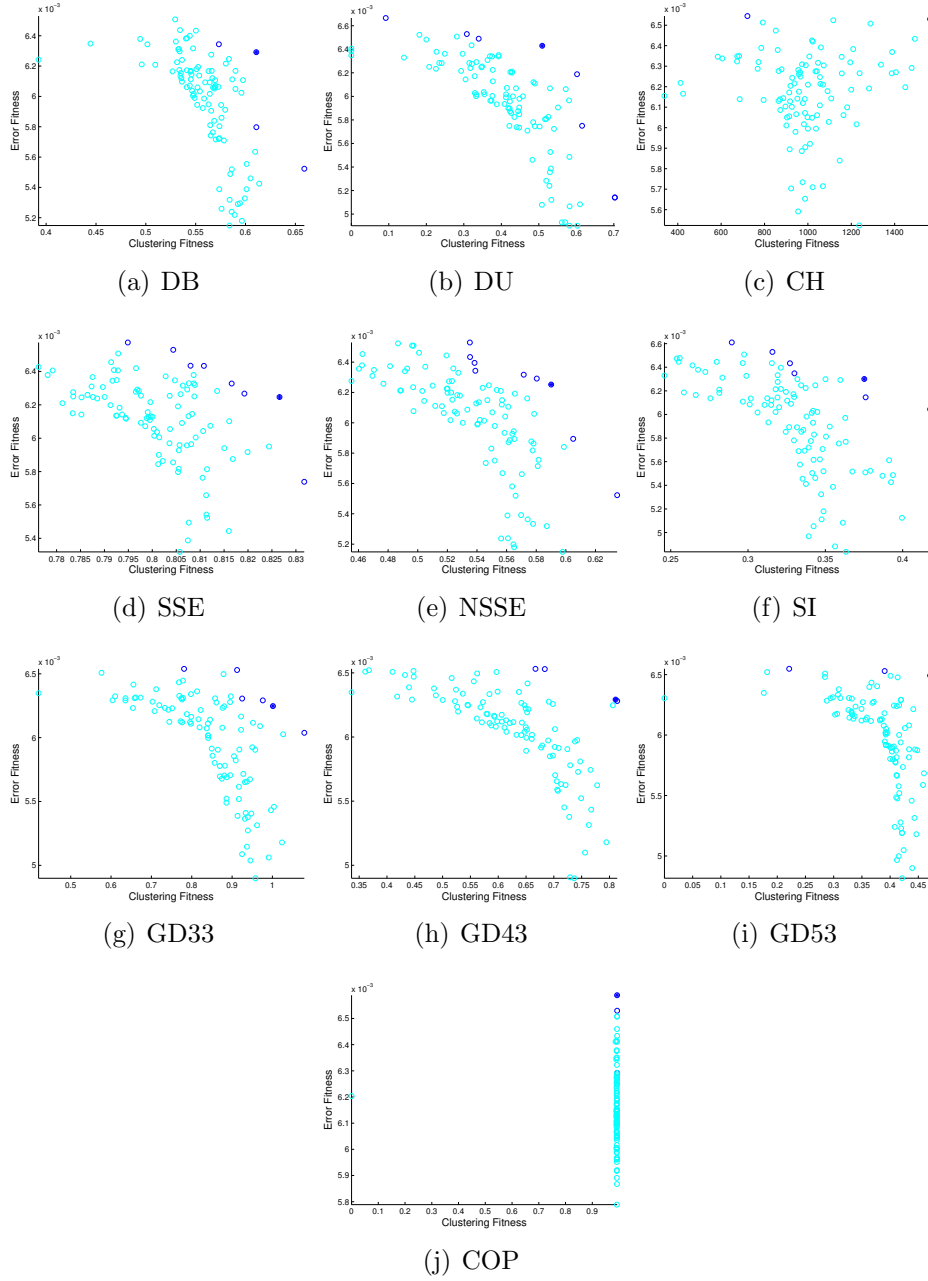 x 10⁻³
6.4
6.2
6
5.8
5.6
5.4
5.2
Error Fitness
0.4 0.45 0.5 0.55 0.6 0.65
Clustering Fitness
(a) DB
x 10⁻³
6.6
6.4
6.2
6
5.8
5.6
5.4
5.2
5
Error Fitness
0 0.1 0.2 0.3 0.4 0.5 0.6 0.7
Clustering Fitness
(b) DU
x 10⁻³
6.5
6.4
6.3
6.2
6.1
6
5.9
5.8
5.7
5.6
Error Fitness
400 600 800 1000 1200 1400
Clustering Fitness
(c) CH
x 10⁻³
6.4
6.2
6
5.8
5.6
5.4
Error Fitness
0.78 0.785 0.79 0.795 0.8 0.805 0.81 0.815 0.82 0.825 0.83
Clustering Fitness
(d) SSE
x 10⁻³
6.4
6.2
6
5.8
5.6
5.4
5.2
Error Fitness
0.46 0.48 0.5 0.52 0.54 0.56 0.58 0.6 0.62
Clustering Fitness
(e) NSSE
x 10⁻³
6.6
6.4
6.2
6
5.8
5.6
5.4
5.2
5
Error Fitness
0.25 0.3 0.35 0.4
Clustering Fitness
(f) SI
x 10⁻³
6.5
6
5.5
5
Error Fitness
0.5 0.6 0.7 0.8 0.9 1
Clustering Fitness
(g) GD33
x 10⁻³
6.5
6
5.5
5
Error Fitness
0.35 0.4 0.45 0.5 0.55 0.6 0.65 0.7 0.75 0.8
Clustering Fitness
(h) GD43
x 10⁻³
6.5
6
5.5
5
Error Fitness
0 0.05 0.1 0.15 0.2 0.25 0.3 0.35 0.4 0.45
Clustering Fitness
(i) GD53
x 10⁻³
6.5
6.4
6.3
6.2
6.1
6
5.9
5.8
Error Fitness
0 0.1 0.2 0.3 0.4 0.5 0.6 0.7 0.8 0.9
Clustering Fitness
(j) COP